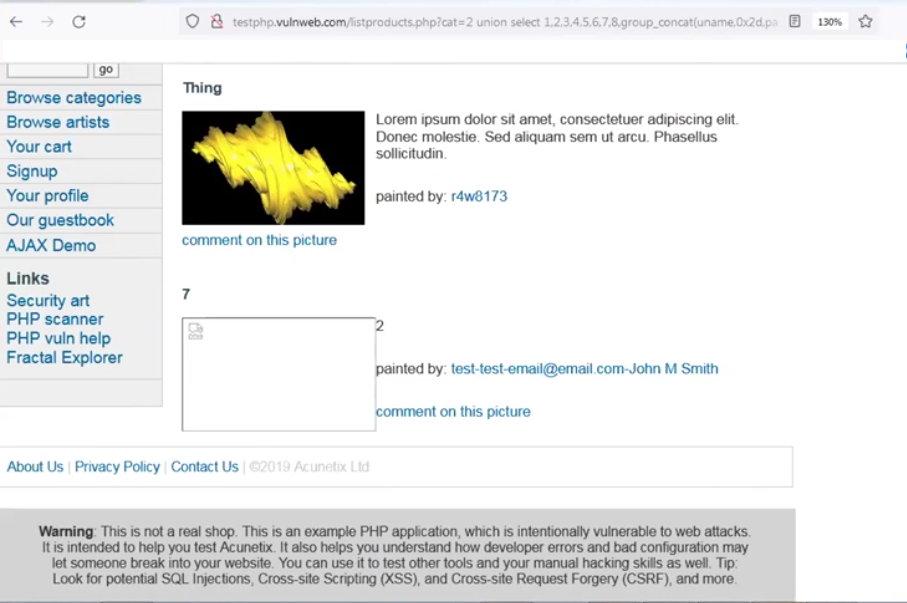 testphp.vulnweb.com/listproducts.php?cat=2 union select 1,2,3,4,5,6,7,8,group_concat(uname,0x2d,pa
130%
go
Browse categories
Browse artists
Your cart
Signup
Your profile
Our guestbook
AJAX Demo
Links
Security art
PHP scanner
PHP vuln help
Fractal Explorer
Thing
Lorem ipsum dolor sit amet, consectetuer adipiscing elit.
Donec molestie. Sed aliquam sem ut arcu. Phasellus
sollicitudin.
painted by: r4w8173
comment on this picture
7
2
painted by: test-test-email@email.com-John M Smith
comment on this picture
About Us | Privacy Policy | Contact Us | ©2019 Acunetix Ltd
Warning: This is not a real shop. This is an example PHP application, which is intentionally vulnerable to web attacks.
It is intended to help you test Acunetix. It also helps you understand how developer errors and bad configuration may
let someone break into your website. You can use it to test other tools and your manual hacking skills as well. Tip:
Look for potential SQL Injections, Cross-site Scripting (XSS), and Cross-site Request Forgery (CSRF), and more.